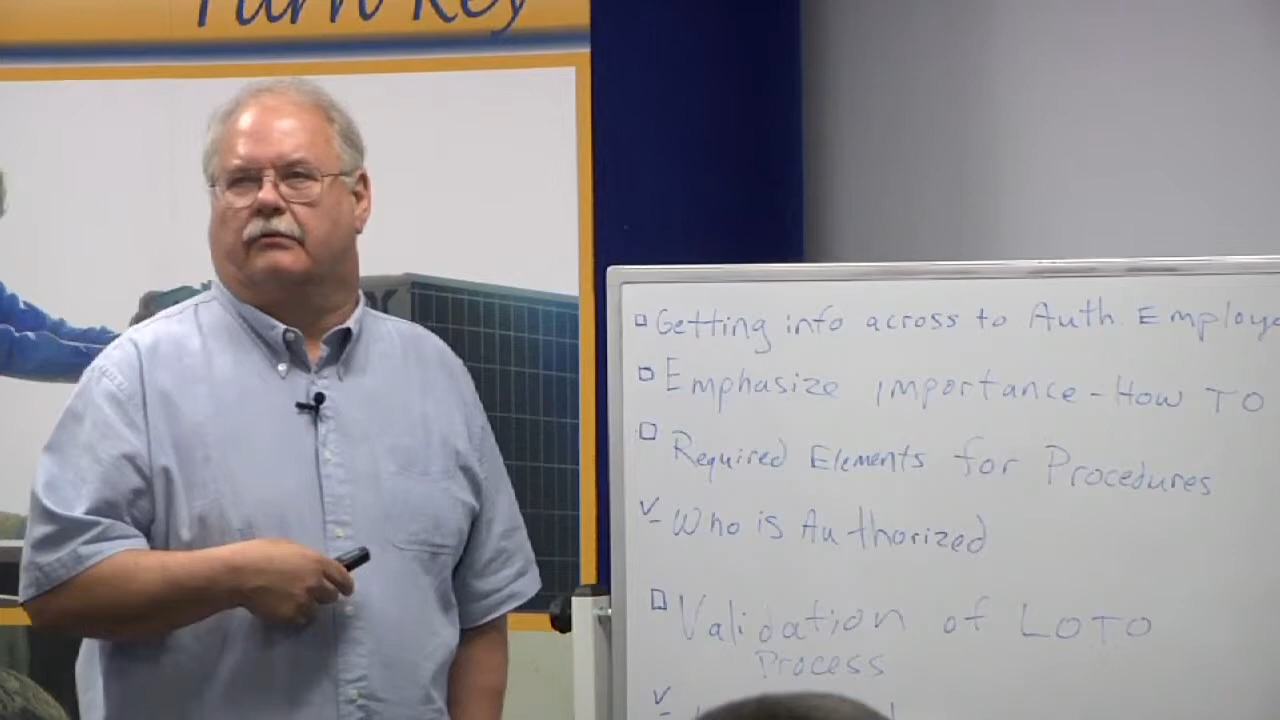 Turn Key
Getting info across to Auth. Employe
Emphasize importance - How TO
Required Elements for Procedures
Who is Authorized
Validation of LOTO
Process